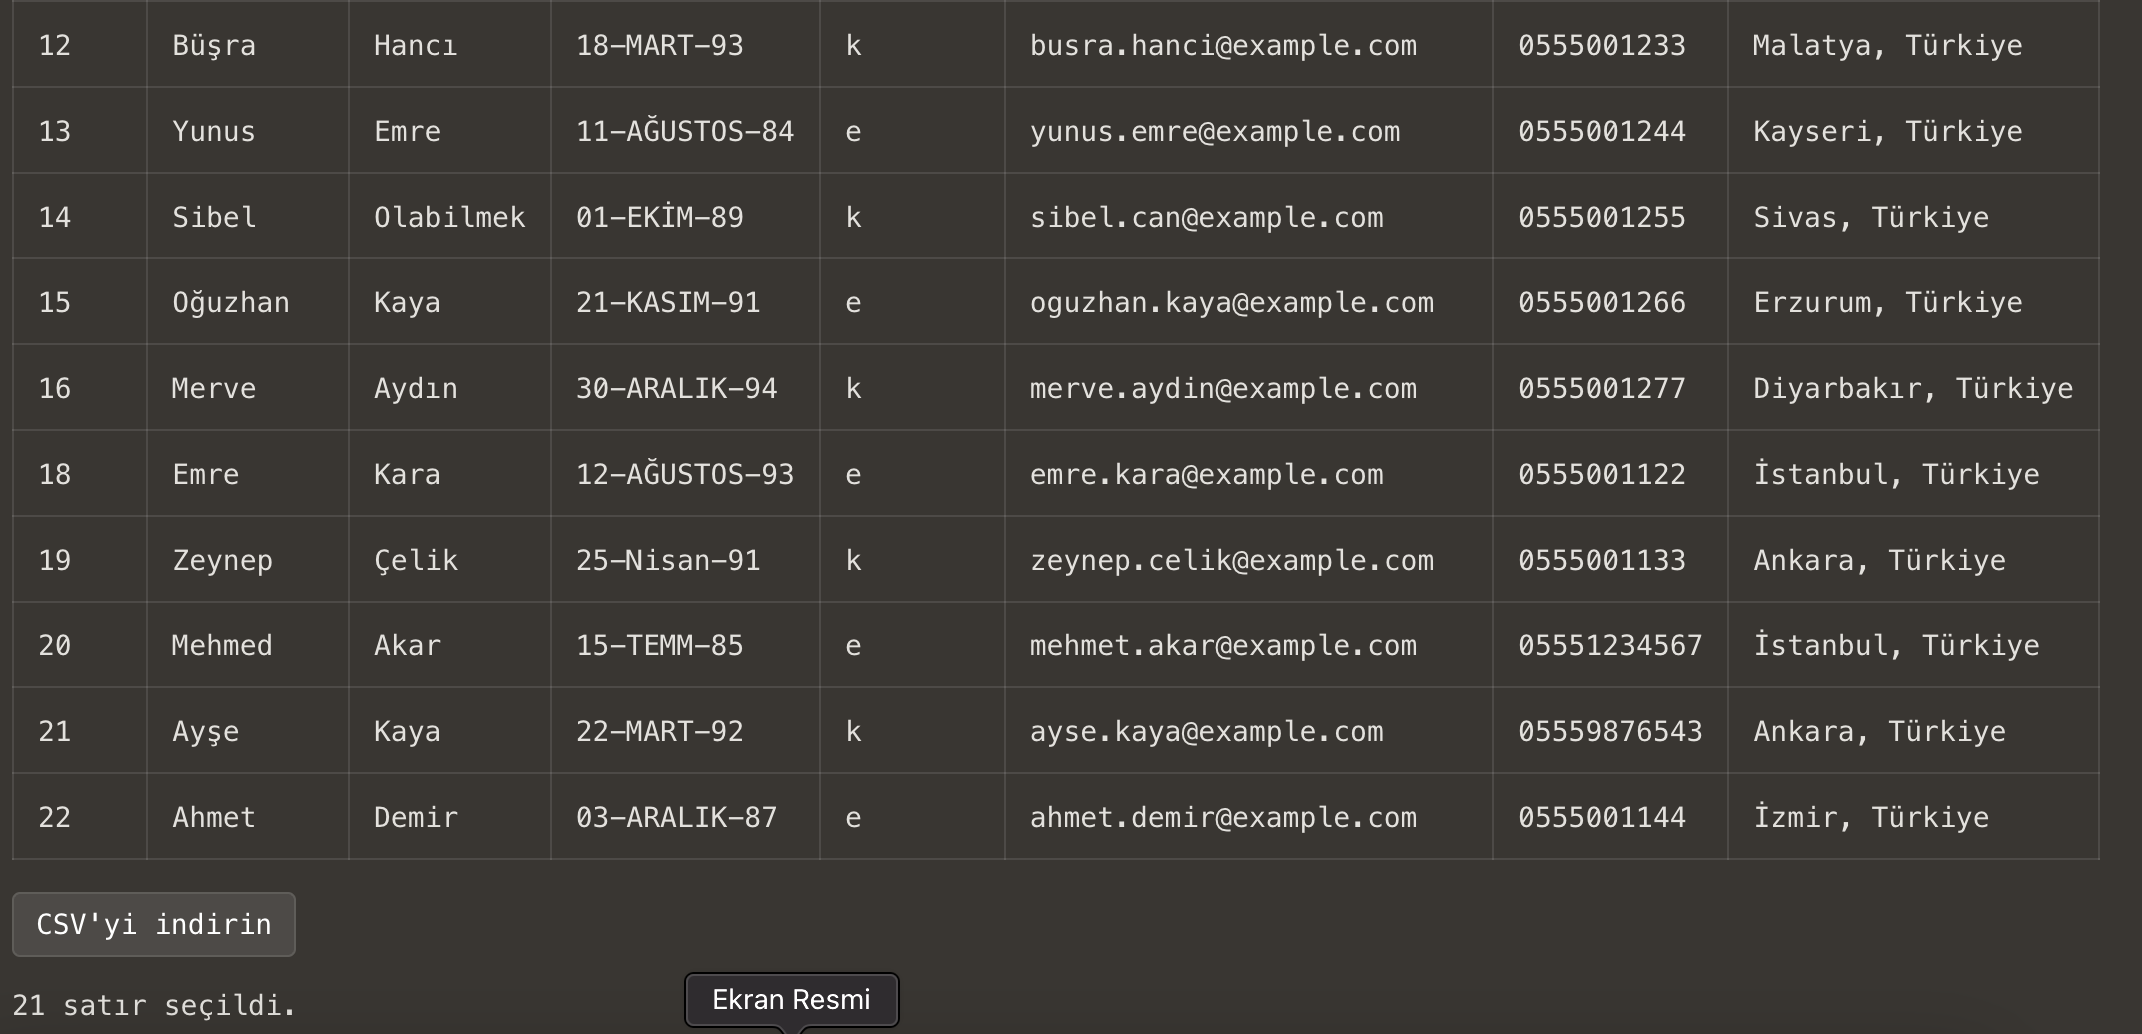 12 Büşra Hancı 18-MART-93 k busra.hanci@example.com 0555001233 Malatya, Türkiye
13 Yunus Emre 11-AĞUSTOS-84 e yunus.emre@example.com 0555001244 Kayseri, Türkiye
14 Sibel Olabilmek 01-EKİM-89 k sibel.can@example.com 0555001255 Sivas, Türkiye
15 Oğuzhan Kaya 21-KASIM-91 e oguzhan.kaya@example.com 0555001266 Erzurum, Türkiye
16 Merve Aydın 30-ARALIK-94 k merve.aydin@example.com 0555001277 Diyarbakır, Türkiye
18 Emre Kara 12-AĞUSTOS-93 e emre.kara@example.com 0555001122 İstanbul, Türkiye
19 Zeynep Çelik 25-Nisan-91 k zeynep.celik@example.com 0555001133 Ankara, Türkiye
20 Mehmed Akar 15-TEMM-85 e mehmet.akar@example.com 05551234567 İstanbul, Türkiye
21 Ayşe Kaya 22-MART-92 k ayse.kaya@example.com 05559876543 Ankara, Türkiye
22 Ahmet Demir 03-ARALIK-87 e ahmet.demir@example.com 0555001144 İzmir, Türkiye
CSV'yi indirin
21 satır seçildi.
Ekran Resmi